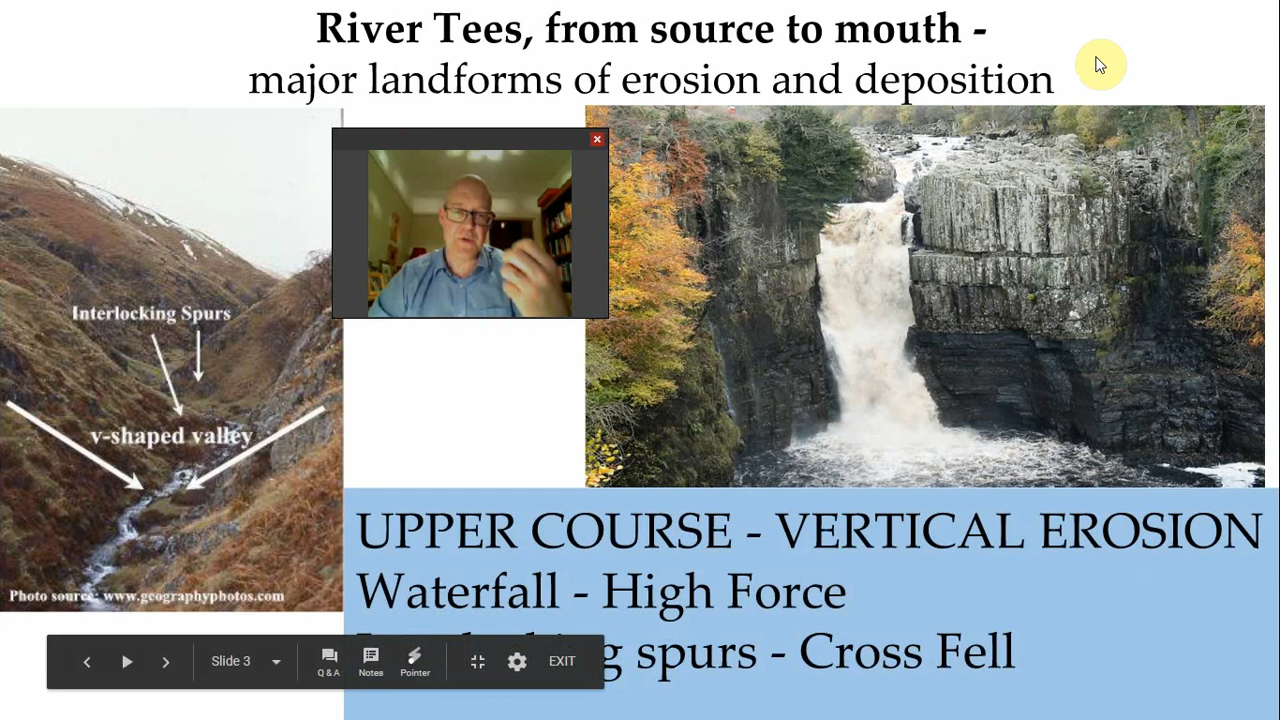 River Tees, from source to mouth -
major landforms of erosion and deposition
Interlocking Spurs
v-shaped valley
Photo source: www.geographyphotos.com
UPPER COURSE - VERTICAL EROSION
Waterfall - High Force
spurs - Cross Fell
Slide 3
Q & A
Notes
Pointer
EXIT